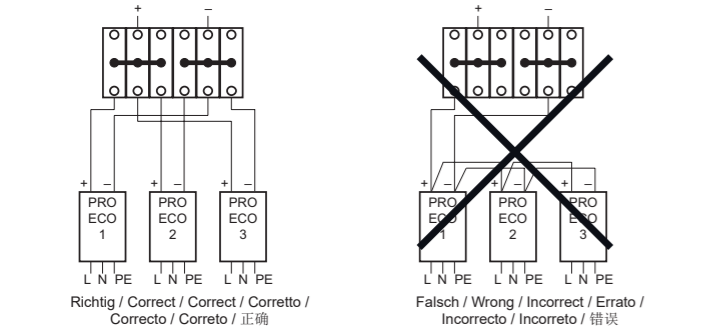 + –
+ – + – + –
PRO ECO 1
PRO ECO 2
PRO ECO 3
L N PE L N PE L N PE
Richtig / Correct / Correct / Corretto /
Correcto / Correto / 正确
+ –
+ – + – + –
PRO ECO 1
PRO ECO 2
PRO ECO 3
L N PE L N PE L N PE
Falsch / Wrong / Incorrect / Errato /
Incorrecto / Incorreto / 错误